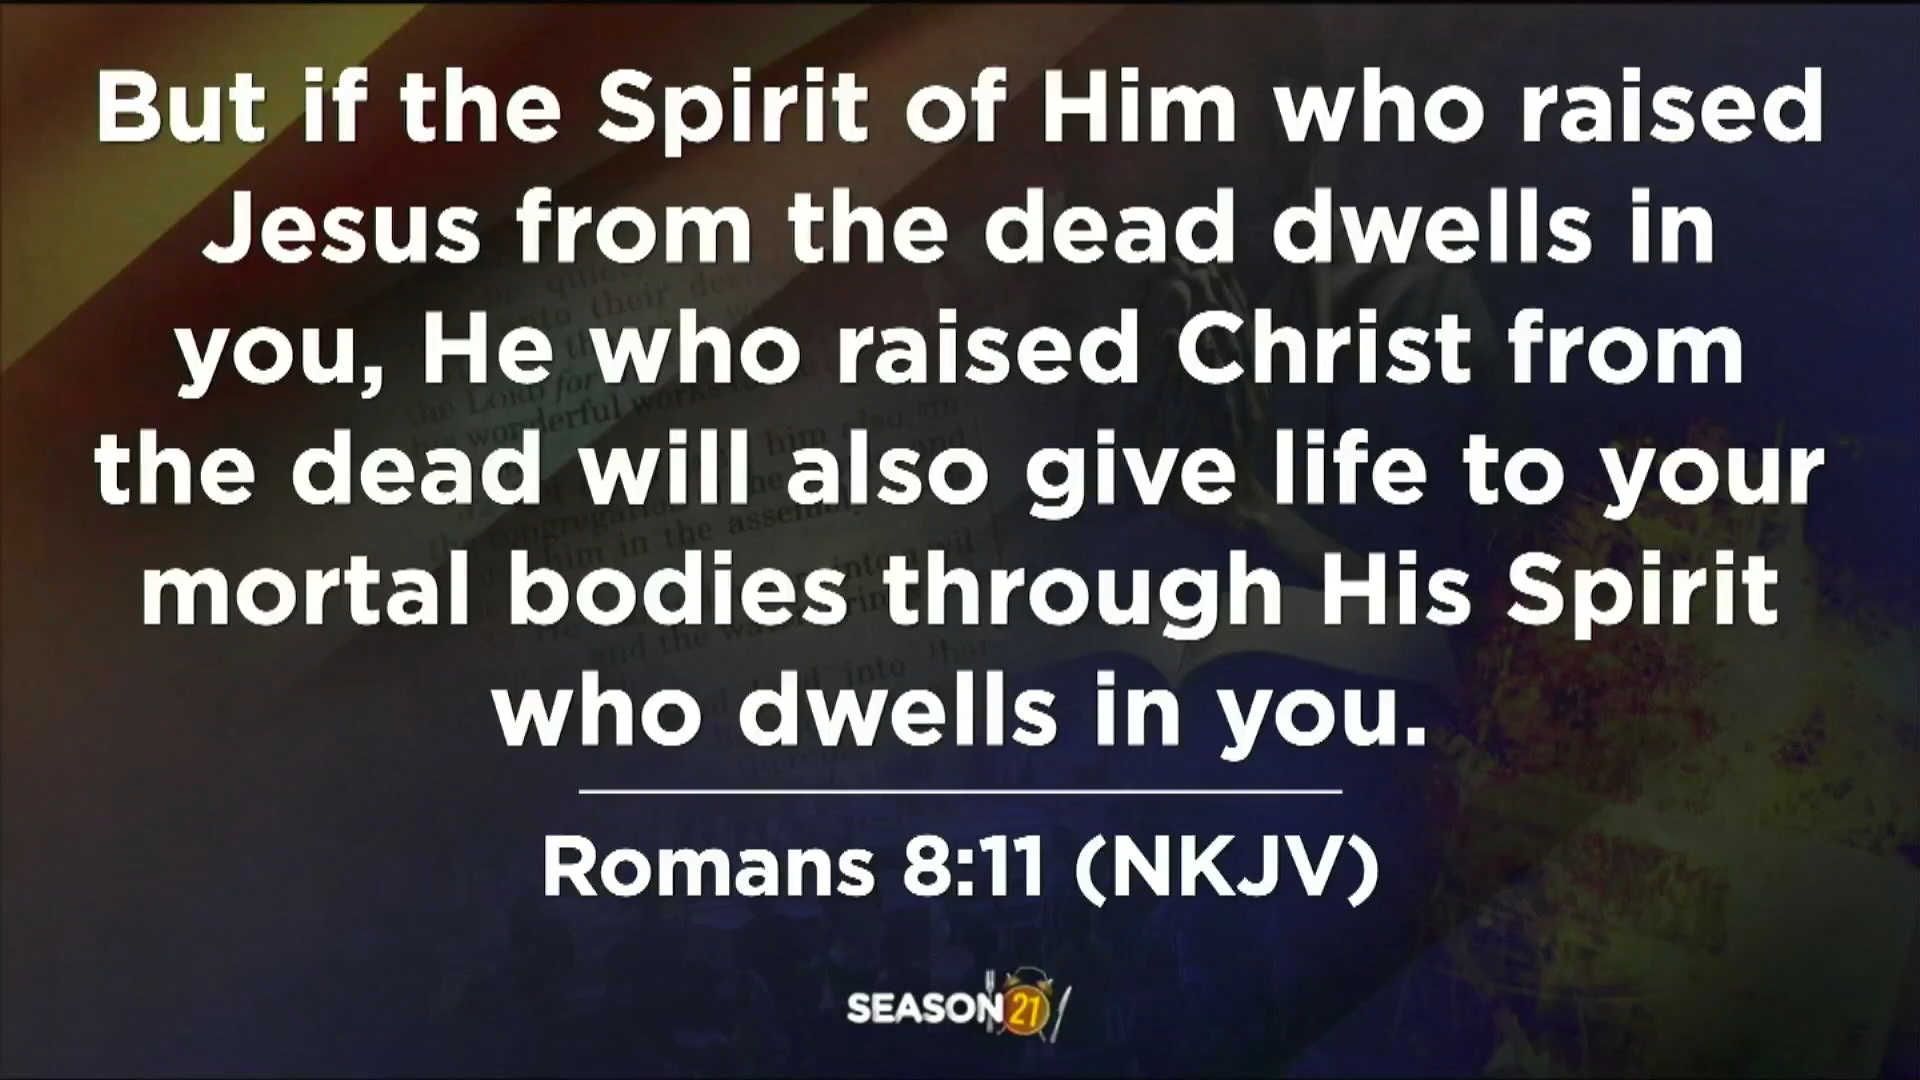 But if the Spirit of Him who raised
Jesus from the dead dwells in
you, He who raised Christ from
the dead will also give life to your
mortal bodies through His Spirit
who dwells in you.
Romans 8:11 (NKJV)
SEASON 21